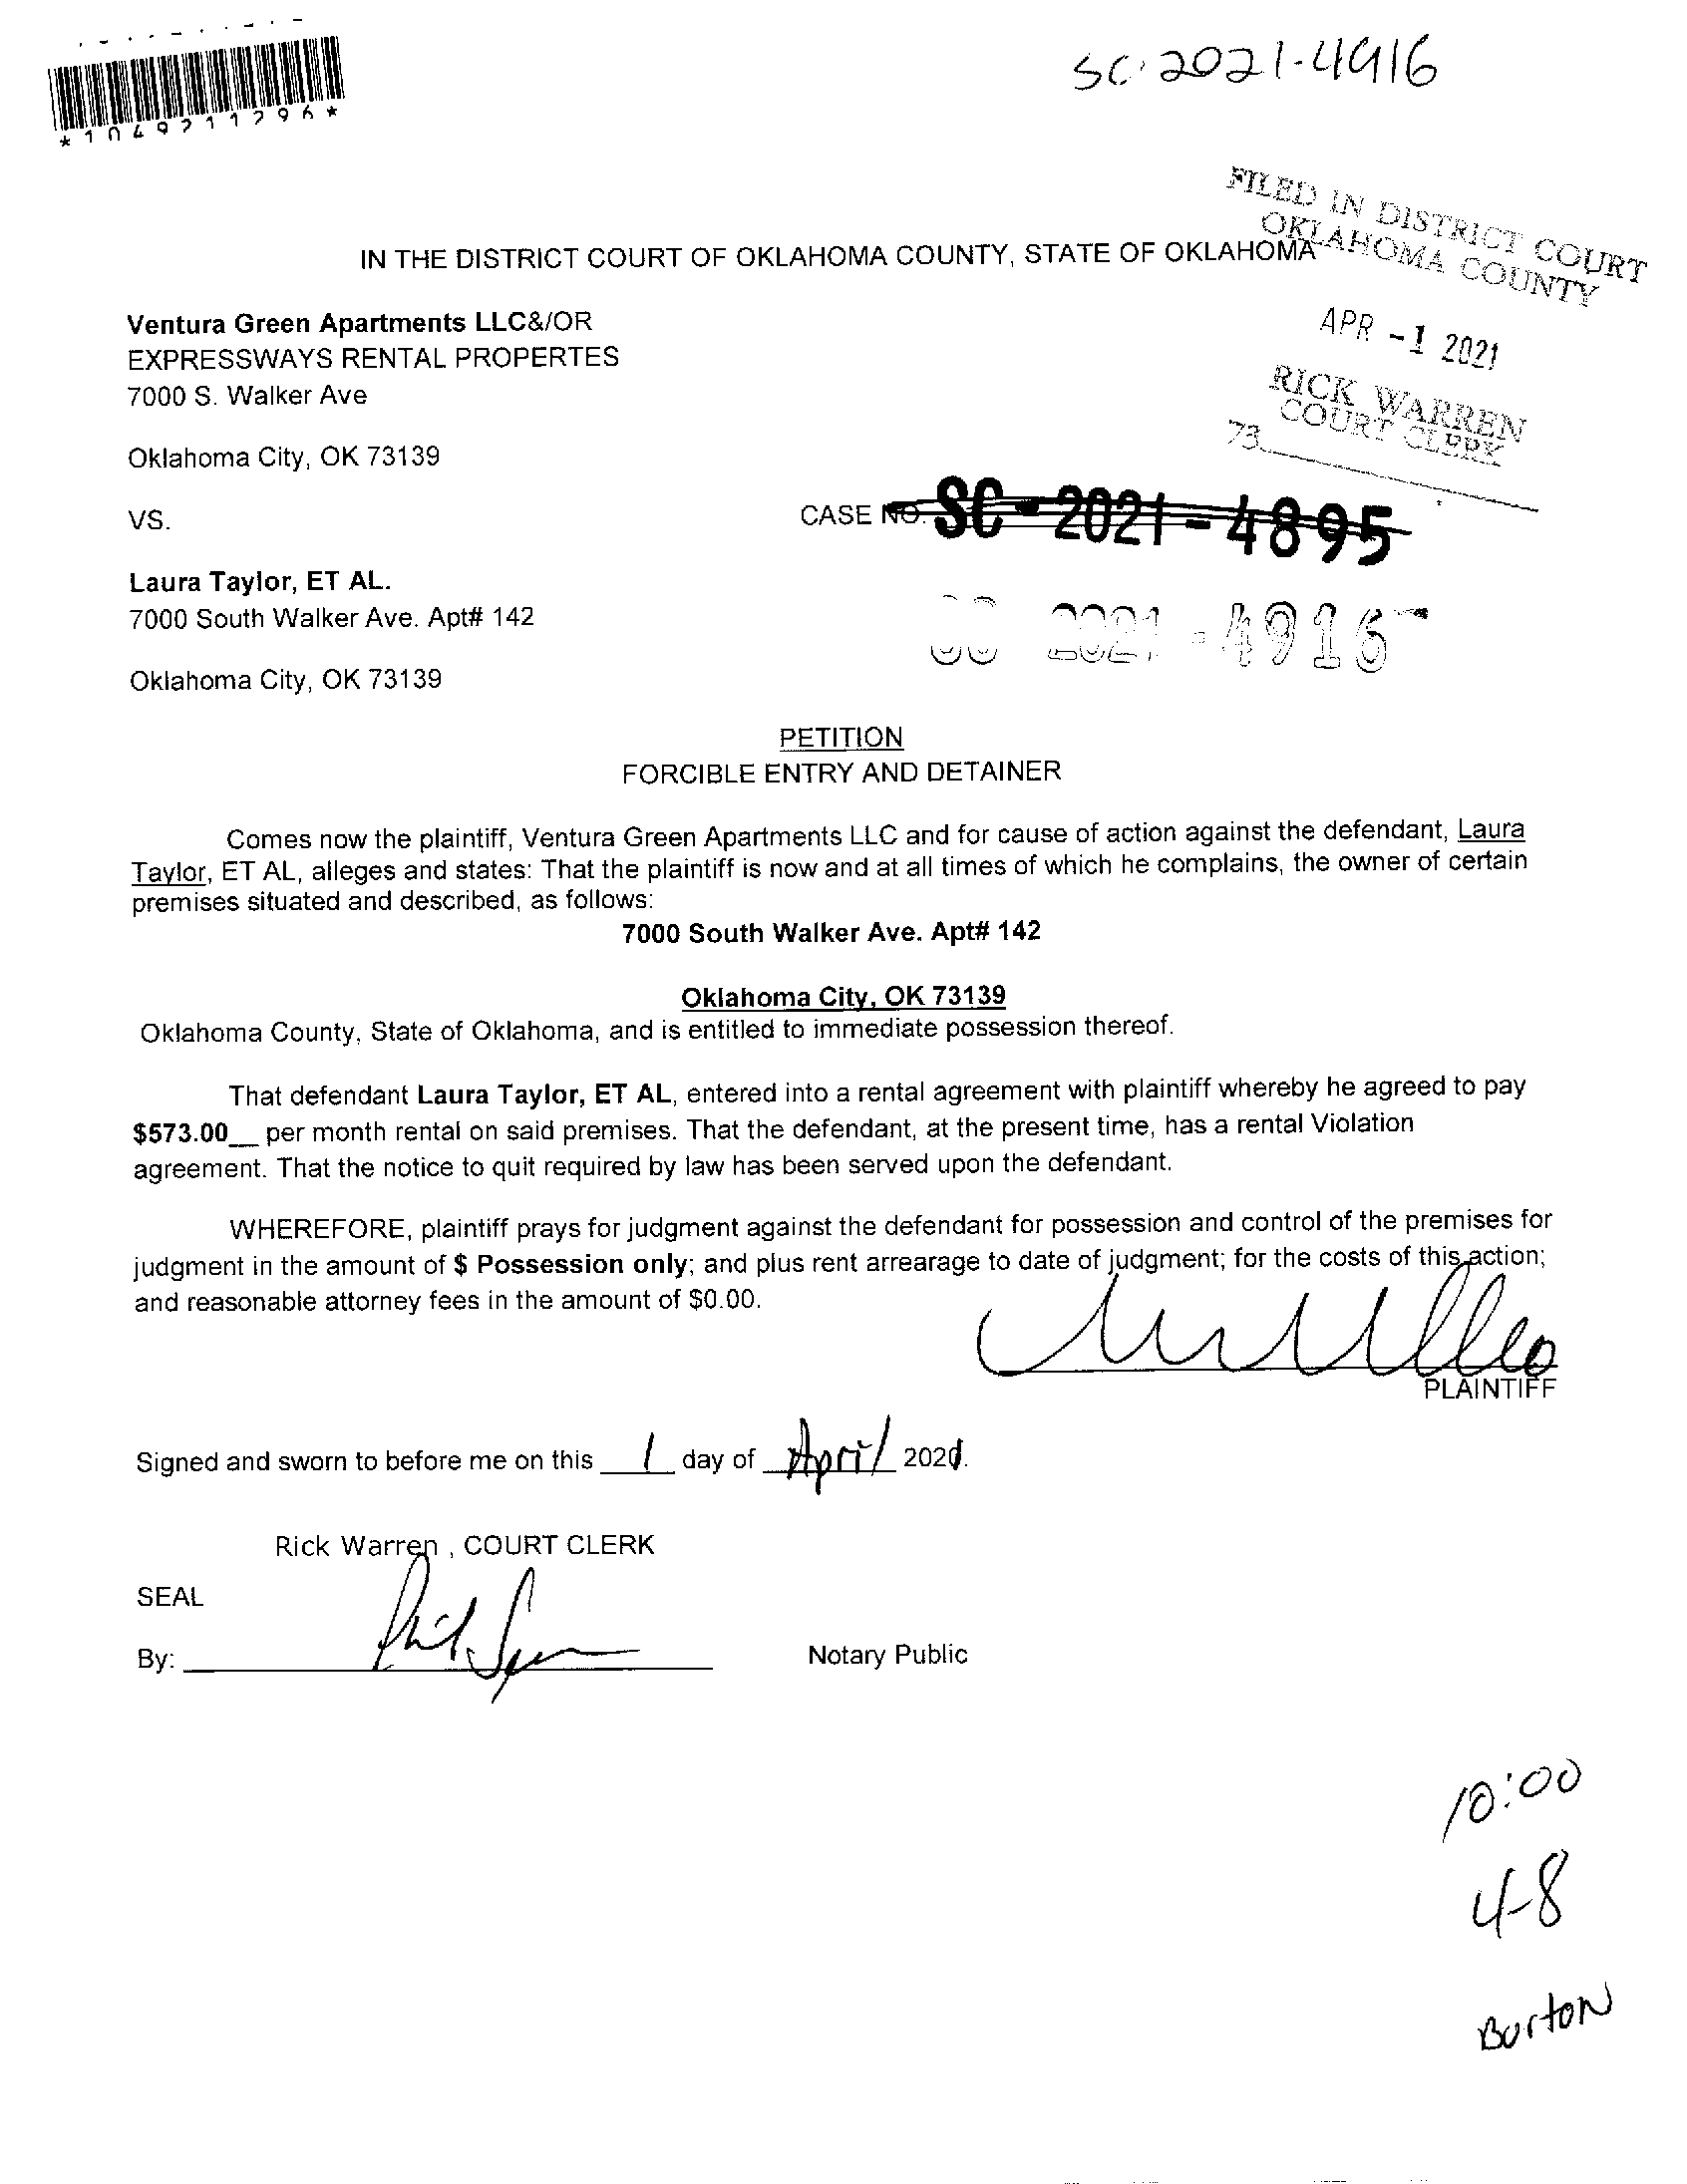 SC-2021-4916
*1049211296*
FILED IN DISTRICT COURT
OKLAHOMA COUNTY
IN THE DISTRICT COURT OF OKLAHOMA COUNTY, STATE OF OKLAHOMA
APR -1 2021
RICK WARREN
COURT CLERK
73
Ventura Green Apartments LLC&/OR
EXPRESSWAYS RENTAL PROPERTES
7000 S. Walker Ave
Oklahoma City, OK 73139
VS.
CASE NO. SC - 2021 - 4895
Laura Taylor, ET AL.
7000 South Walker Ave. Apt# 142
2021 - 4916
Oklahoma City, OK 73139
PETITION
FORCIBLE ENTRY AND DETAINER
Comes now the plaintiff, Ventura Green Apartments LLC and for cause of action against the defendant, Laura
Taylor, ET AL, alleges and states: That the plaintiff is now and at all times of which he complains, the owner of certain
premises situated and described, as follows:
7000 South Walker Ave. Apt# 142
Oklahoma City, OK 73139
Oklahoma County, State of Oklahoma, and is entitled to immediate possession thereof.
That defendant Laura Taylor, ET AL, entered into a rental agreement with plaintiff whereby he agreed to pay
$573.00__ per month rental on said premises. That the defendant, at the present time, has a rental Violation
agreement. That the notice to quit required by law has been served upon the defendant.
WHEREFORE, plaintiff prays for judgment against the defendant for possession and control of the premises for
judgment in the amount of $ Possession only; and plus rent arrearage to date of judgment; for the costs of this action;
and reasonable attorney fees in the amount of $0.00.
PLAINTIFF
Signed and sworn to before me on this 1 day of April 2021.
Rick Warren , COURT CLERK
SEAL
By: Notary Public
10:00
4-8
Burton